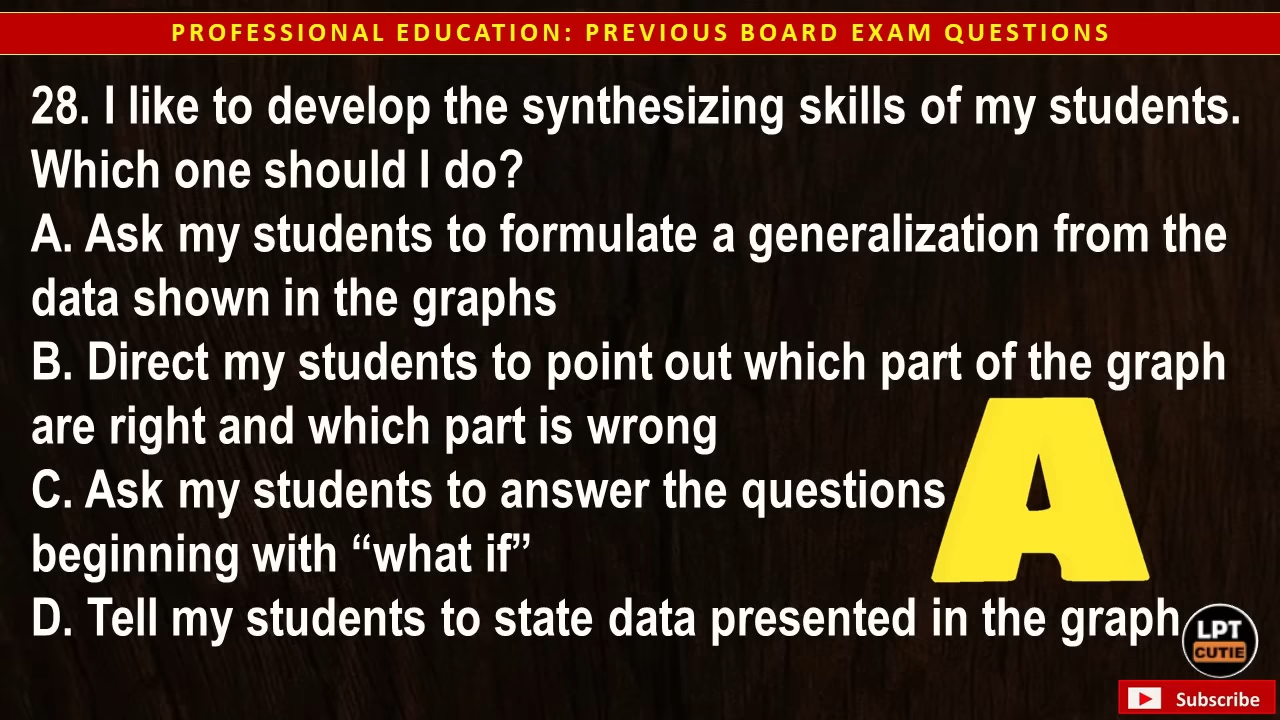 PROFESSIONAL EDUCATION: PREVIOUS BOARD EXAM QUESTIONS
28. I like to develop the synthesizing skills of my students.
Which one should I do?
A. Ask my students to formulate a generalization from the
data shown in the graphs
B. Direct my students to point out which part of the graph
are right and which part is wrong
C. Ask my students to answer the questions
beginning with “what if”
D. Tell my students to state data presented in the graph
A
LPT
CUTIE
Subscribe